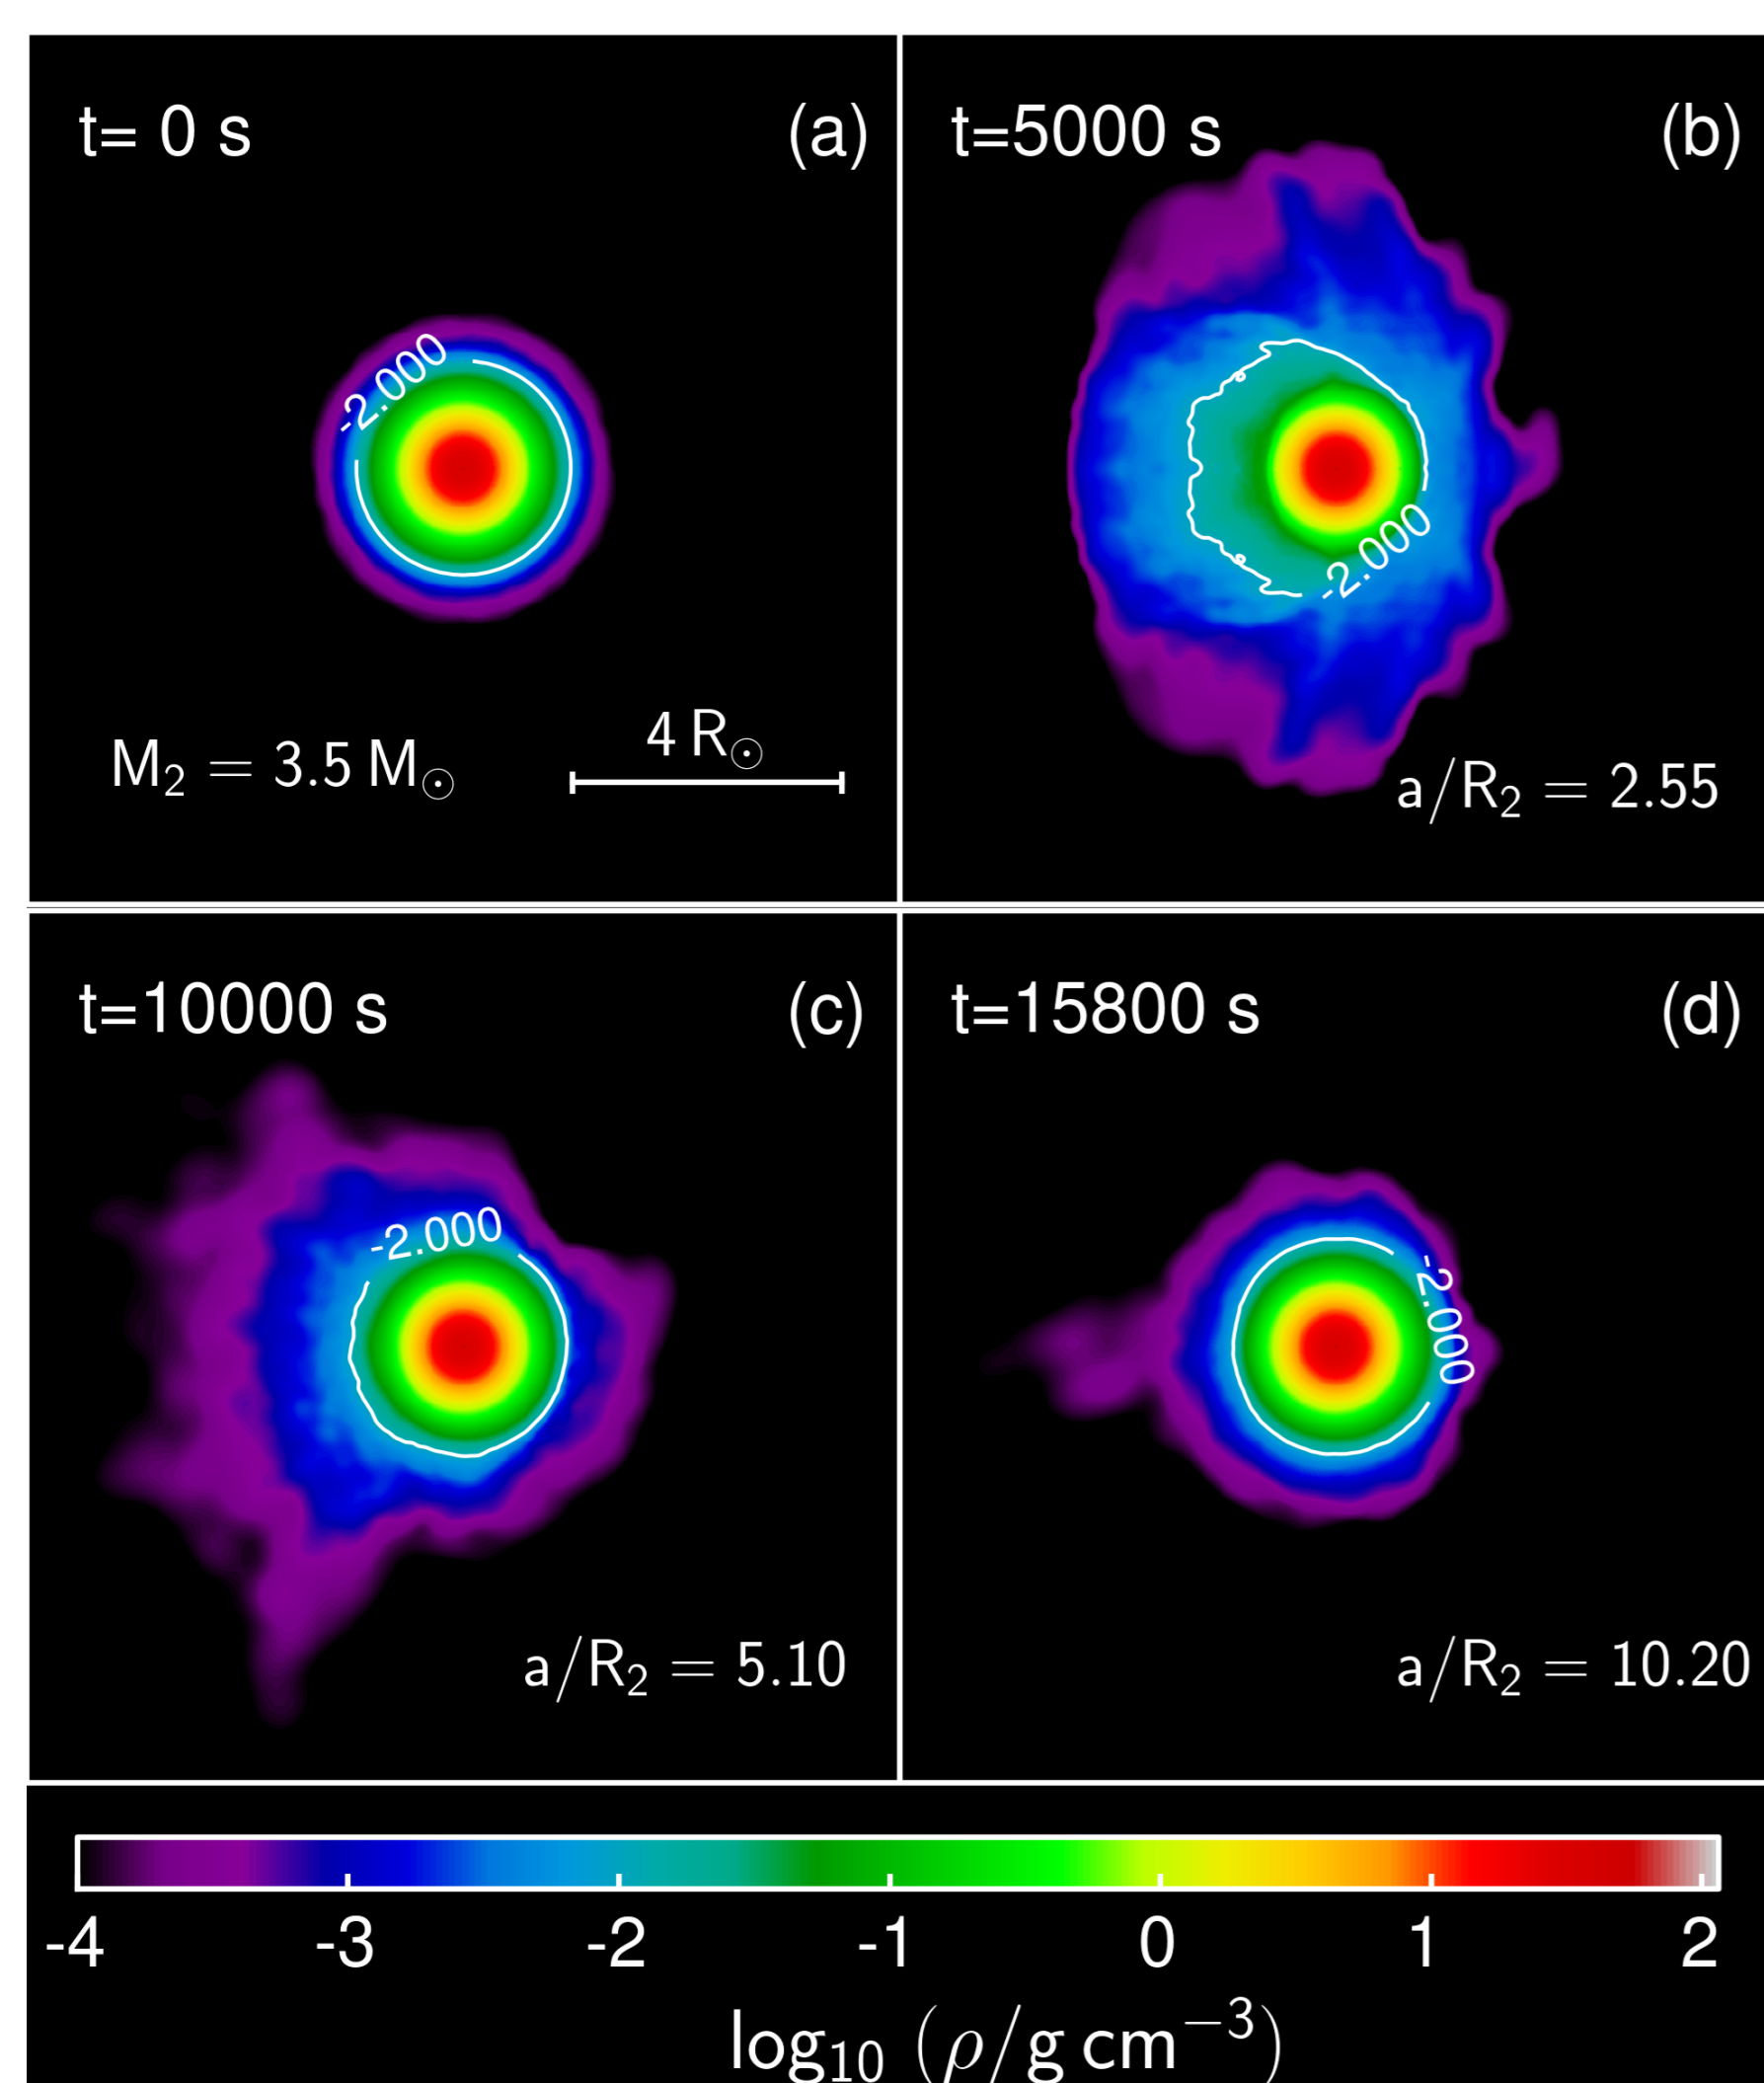 t= 0 s (a)
-2.000
4 R☉
M₂ = 3.5 M☉
t=5000 s (b)
-2.000
a/R₂ = 2.55
t=10000 s (c)
-2.000
a/R₂ = 5.10
t=15800 s (d)
-2.000
a/R₂ = 10.20
-4 -3 -2 -1 0 1 2
log₁₀ (ρ/g cm⁻³)